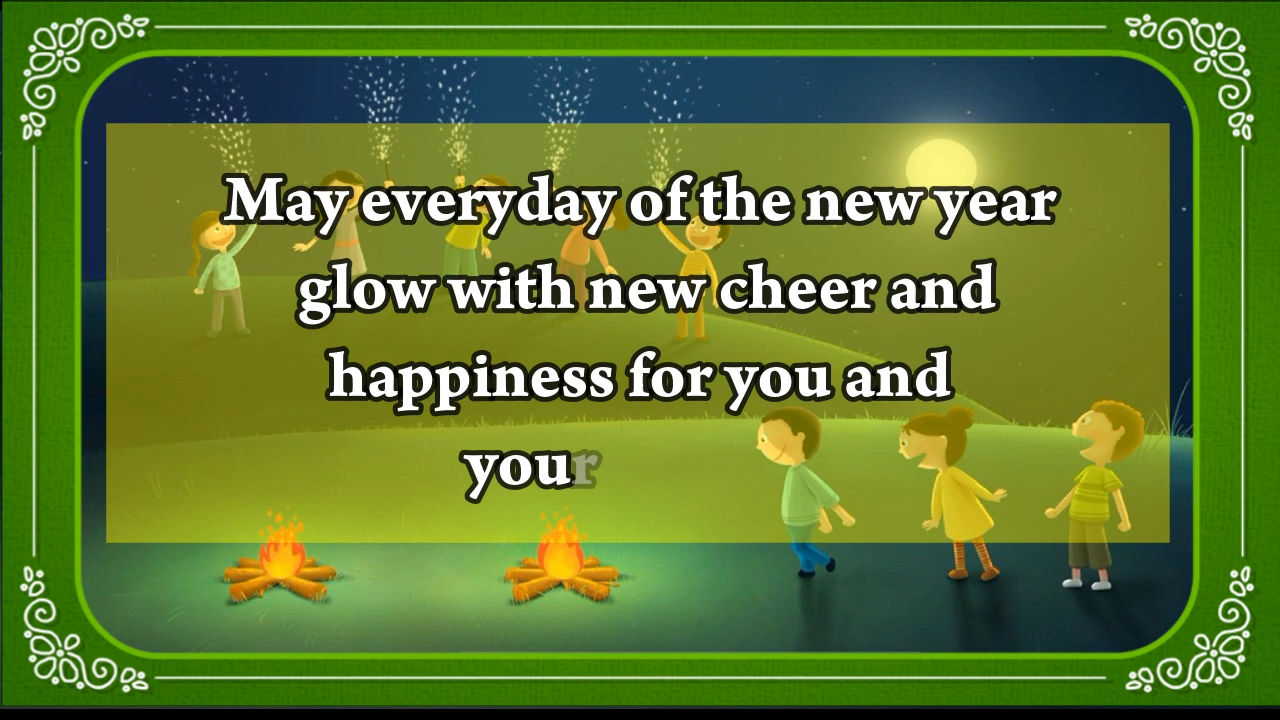 May everyday of the new year
glow with new cheer and
happiness for you and
your